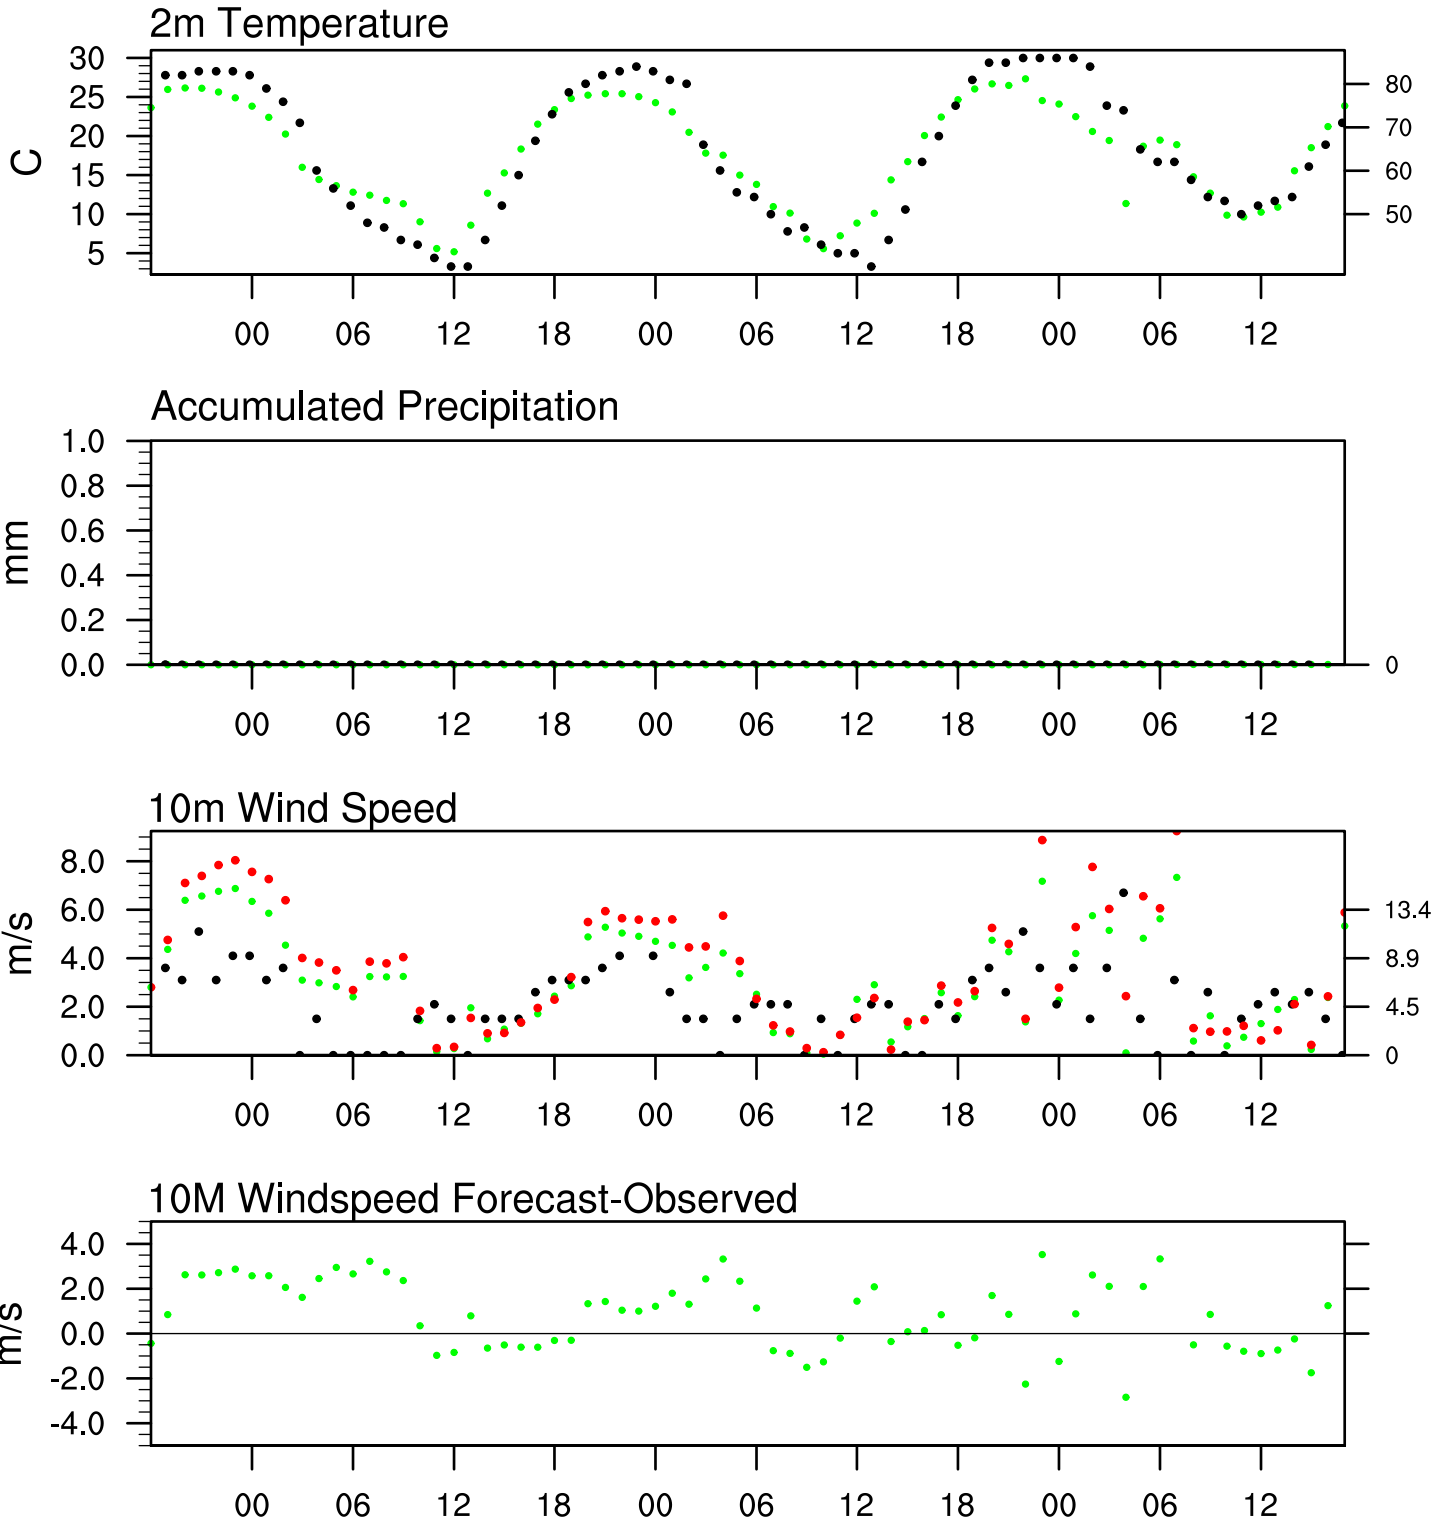 2m Temperature
30
25
20
15
10
5
C
80
70
60
50
00 06 12 18 00 06 12 18 00 06 12
Accumulated Precipitation
1.0
0.8
0.6
0.4
0.2
0.0
mm
0
00 06 12 18 00 06 12 18 00 06 12
10m Wind Speed
8.0
6.0
4.0
2.0
0.0
m/s
13.4
8.9
4.5
0
00 06 12 18 00 06 12 18 00 06 12
10M Windspeed Forecast-Observed
4.0
2.0
0.0
-2.0
-4.0
m/s
00 06 12 18 00 06 12 18 00 06 12